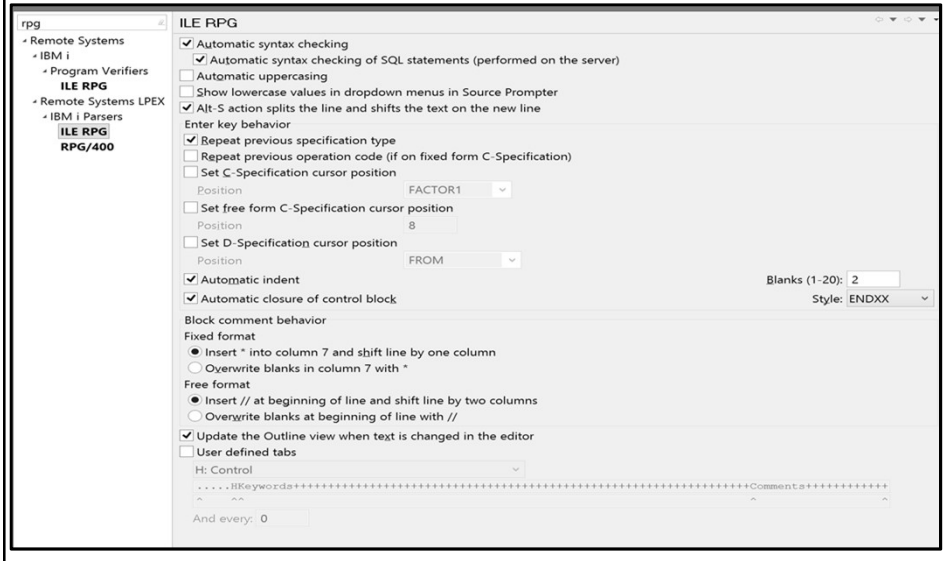 rpg
Remote Systems
IBM i
Program Verifiers
ILE RPG
Remote Systems LPEX
IBM i Parsers
ILE RPG
RPG/400
ILE RPG
Automatic syntax checking
Automatic syntax checking of SQL statements (performed on the server)
Automatic uppercasing
Show lowercase values in dropdown menus in Source Prompter
Alt-S action splits the line and shifts the text on the new line
Enter key behavior
Repeat previous specification type
Repeat previous operation code (if on fixed form C-Specification)
Set C-Specification cursor position
Position FACTOR1
Set free form C-Specification cursor position
Position 8
Set D-Specification cursor position
Position FROM
Automatic indent Blanks (1-20): 2
Automatic closure of control block Style: ENDXX
Block comment behavior
Fixed format
Insert * into column 7 and shift line by one column
Overwrite blanks in column 7 with *
Free format
Insert // at beginning of line and shift line by two columns
Overwrite blanks at beginning of line with //
Update the Outline view when text is changed in the editor
User defined tabs
H: Control
.....HKeywords++++++++++++++++++++++++++++++++++++++++++++++++++++++++++++++++++Comments++++++++++++
^ ^^ ^ ^
And every: 0